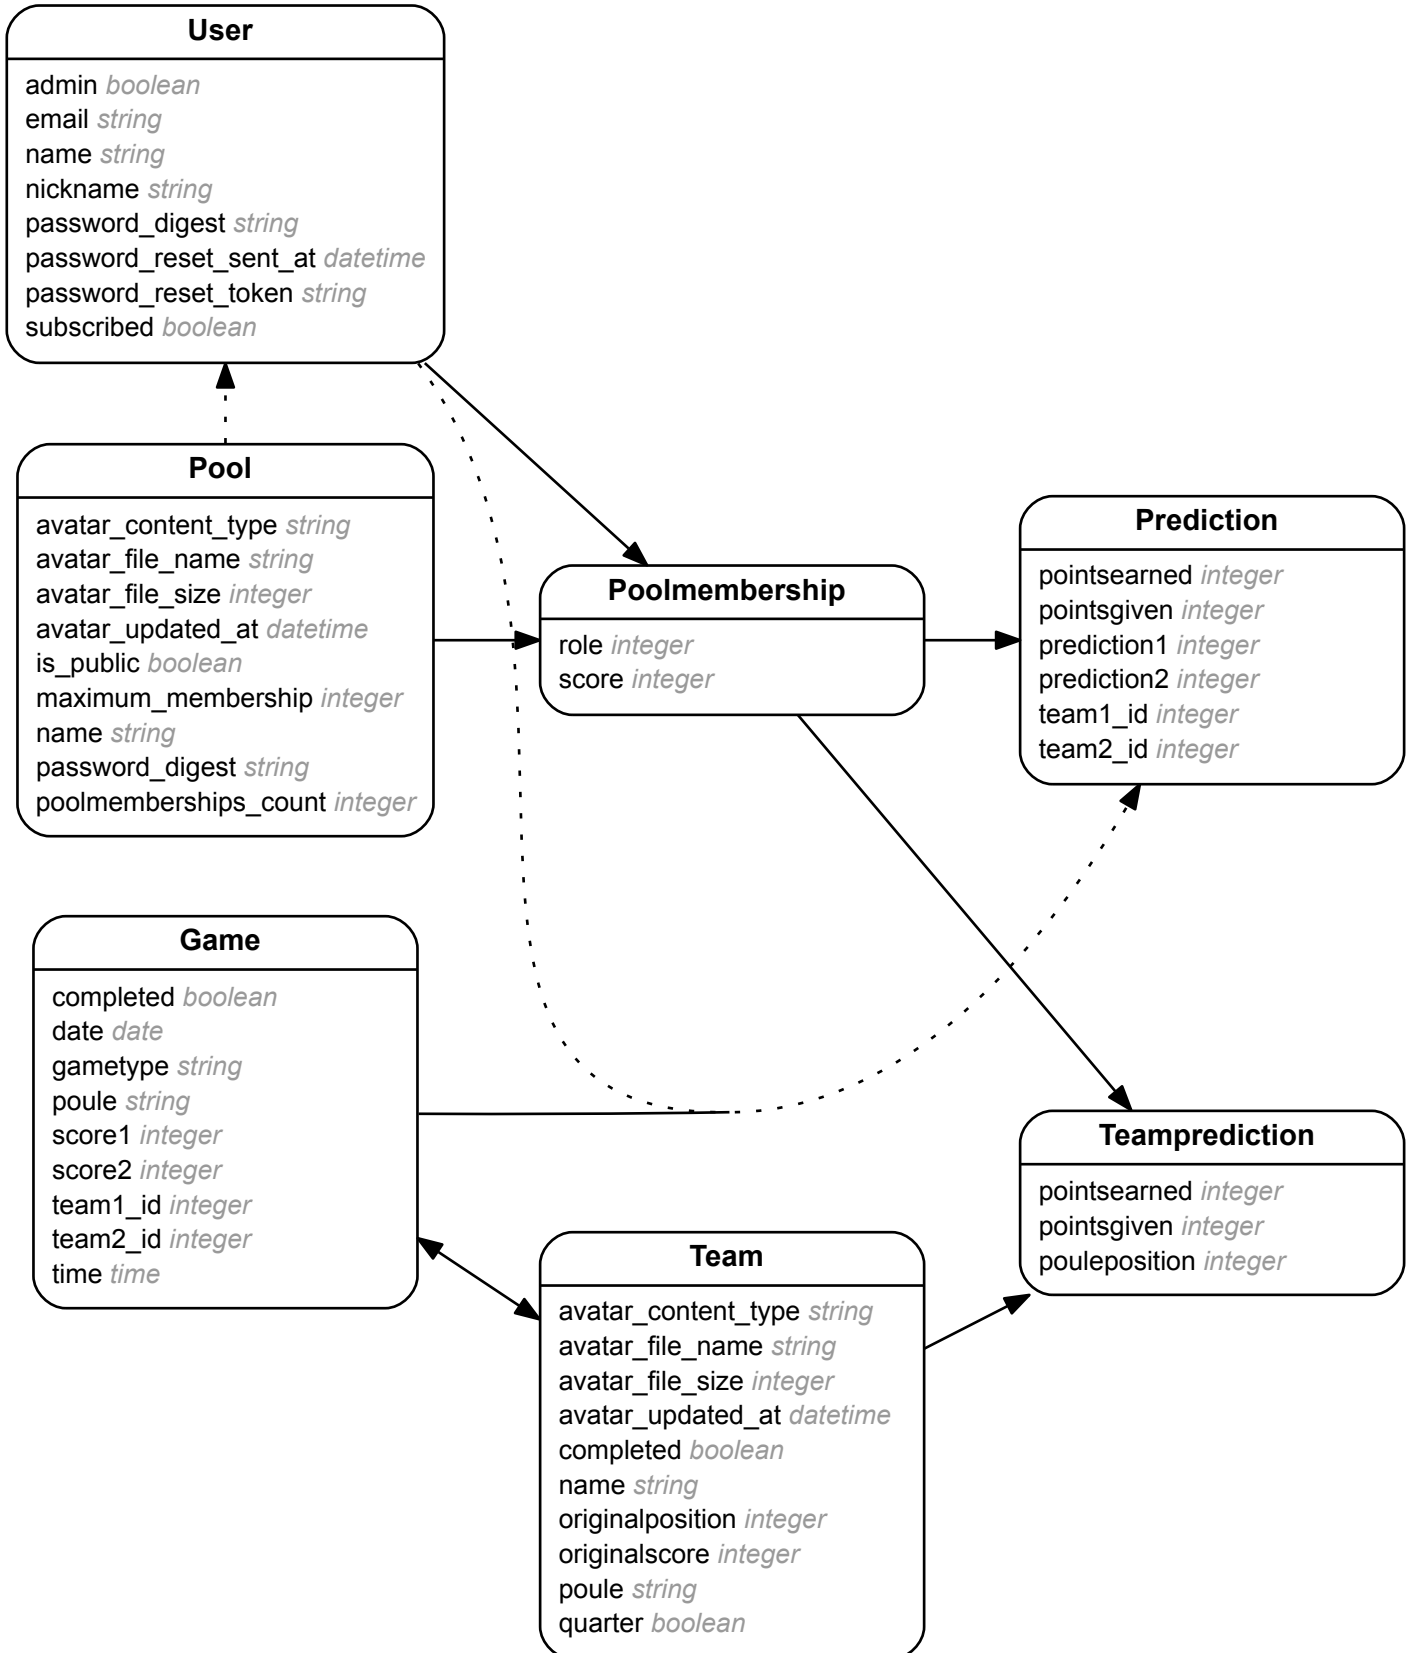 User
admin boolean
email string
name string
nickname string
password_digest string
password_reset_sent_at datetime
password_reset_token string
subscribed boolean
Pool
avatar_content_type string
avatar_file_name string
avatar_file_size integer
avatar_updated_at datetime
is_public boolean
maximum_membership integer
name string
password_digest string
poolmemberships_count integer
Poolmembership
role integer
score integer
Prediction
pointsearned integer
pointsgiven integer
prediction1 integer
prediction2 integer
team1_id integer
team2_id integer
Game
completed boolean
date date
gametype string
poule string
score1 integer
score2 integer
team1_id integer
team2_id integer
time time
Teamprediction
pointsearned integer
pointsgiven integer
pouleposition integer
Team
avatar_content_type string
avatar_file_name string
avatar_file_size integer
avatar_updated_at datetime
completed boolean
name string
originalposition integer
originalscore integer
poule string
quarter boolean